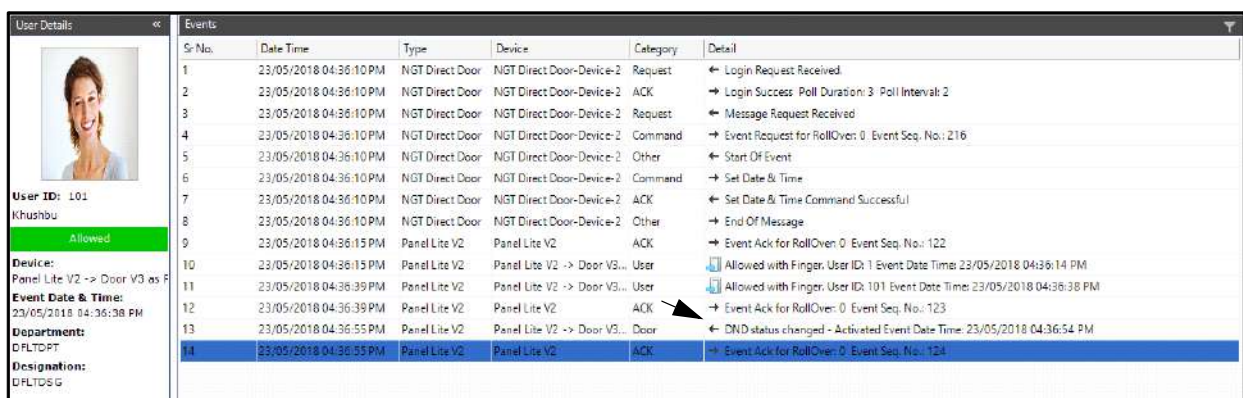 User Details «
User ID: 101
Khushbu
Allowed
Device:
Panel Lite V2 -> Door V3 as F
Event Date & Time:
23/05/2018 04:36:38 PM
Department:
DFLTDPT
Designation:
DFLTDSG
Events
Sr No. Date Time Type Device Category Detail
1 23/05/2018 04:36:10 PM NGT Direct Door NGT Direct Door-Device-2 Request ← Login Request Received.
2 23/05/2018 04:36:10 PM NGT Direct Door NGT Direct Door-Device-2 ACK → Login Success Poll Duration: 3 Poll Interval: 2
3 23/05/2018 04:36:10 PM NGT Direct Door NGT Direct Door-Device-2 Request ← Message Request Received
4 23/05/2018 04:36:10 PM NGT Direct Door NGT Direct Door-Device-2 Command → Event Request for RollOver: 0 Event Seq. No.: 216
5 23/05/2018 04:36:10 PM NGT Direct Door NGT Direct Door-Device-2 Other ← Start Of Event
6 23/05/2018 04:36:10 PM NGT Direct Door NGT Direct Door-Device-2 Command → Set Date & Time
7 23/05/2018 04:36:10 PM NGT Direct Door NGT Direct Door-Device-2 ACK ← Set Date & Time Command Successful
8 23/05/2018 04:36:10 PM NGT Direct Door NGT Direct Door-Device-2 Other → End Of Message
9 23/05/2018 04:36:15 PM Panel Lite V2 Panel Lite V2 ACK → Event Ack for RollOver: 0 Event Seq. No.: 122
10 23/05/2018 04:36:15 PM Panel Lite V2 Panel Lite V2 -> Door V3... User Allowed with Finger. User ID: 1 Event Date Time: 23/05/2018 04:36:14 PM
11 23/05/2018 04:36:39 PM Panel Lite V2 Panel Lite V2 -> Door V3... User Allowed with Finger. User ID: 101 Event Date Time: 23/05/2018 04:36:38 PM
12 23/05/2018 04:36:39 PM Panel Lite V2 Panel Lite V2 ACK → Event Ack for RollOver: 0 Event Seq. No.: 123
13 23/05/2018 04:36:55 PM Panel Lite V2 Panel Lite V2 -> Door V3... Door ← DND status changed - Activated Event Date Time: 23/05/2018 04:36:54 PM
14 23/05/2018 04:36:55 PM Panel Lite V2 Panel Lite V2 ACK → Event Ack for RollOver: 0 Event Seq. No.: 124